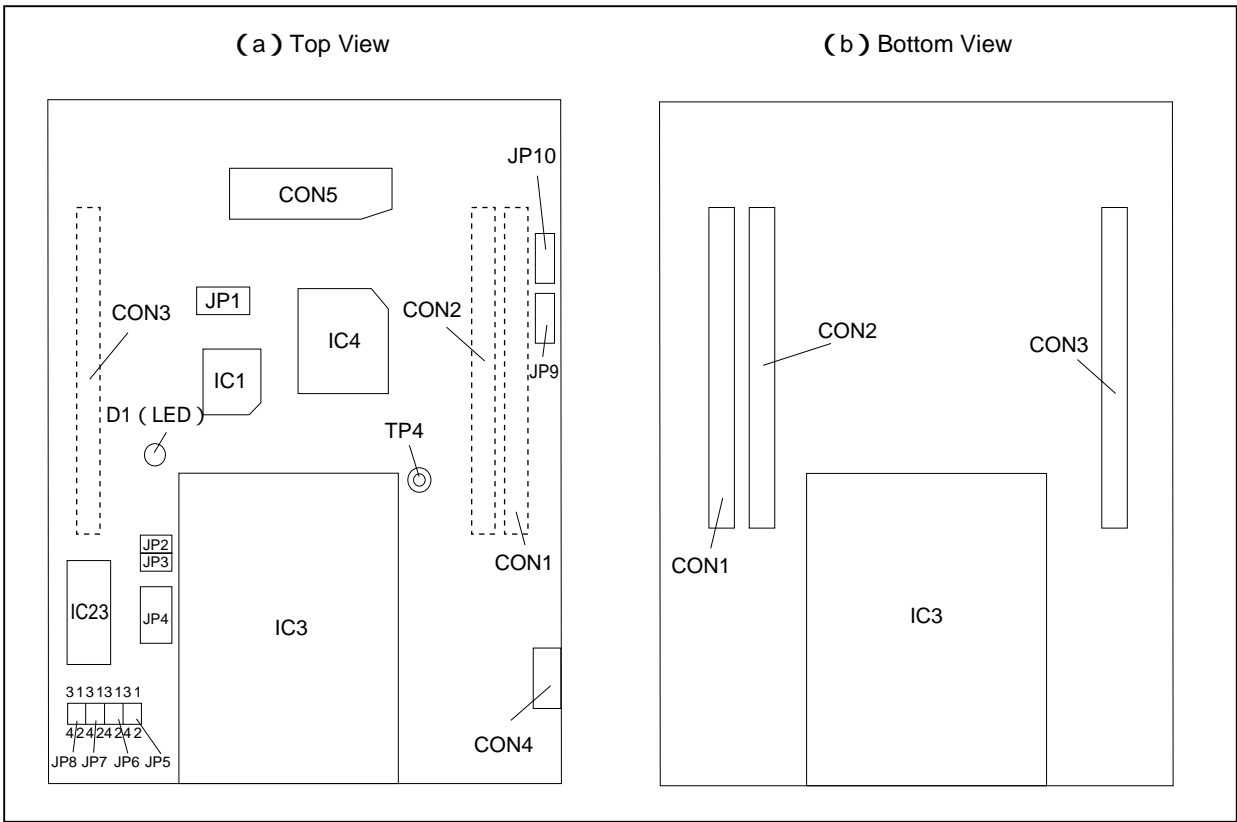 (a) Top View
(b) Bottom View
JP10
CON5
JP1
CON3
CON2
IC4
JP9
IC1
D1 (LED)
TP4
JP2
JP3
CON1
IC23
JP4
IC3
3 1 3 1 3 1 3 1
4 2 4 2 4 2 4 2
JP8 JP7 JP6 JP5
CON4
CON2
CON3
CON1
IC3